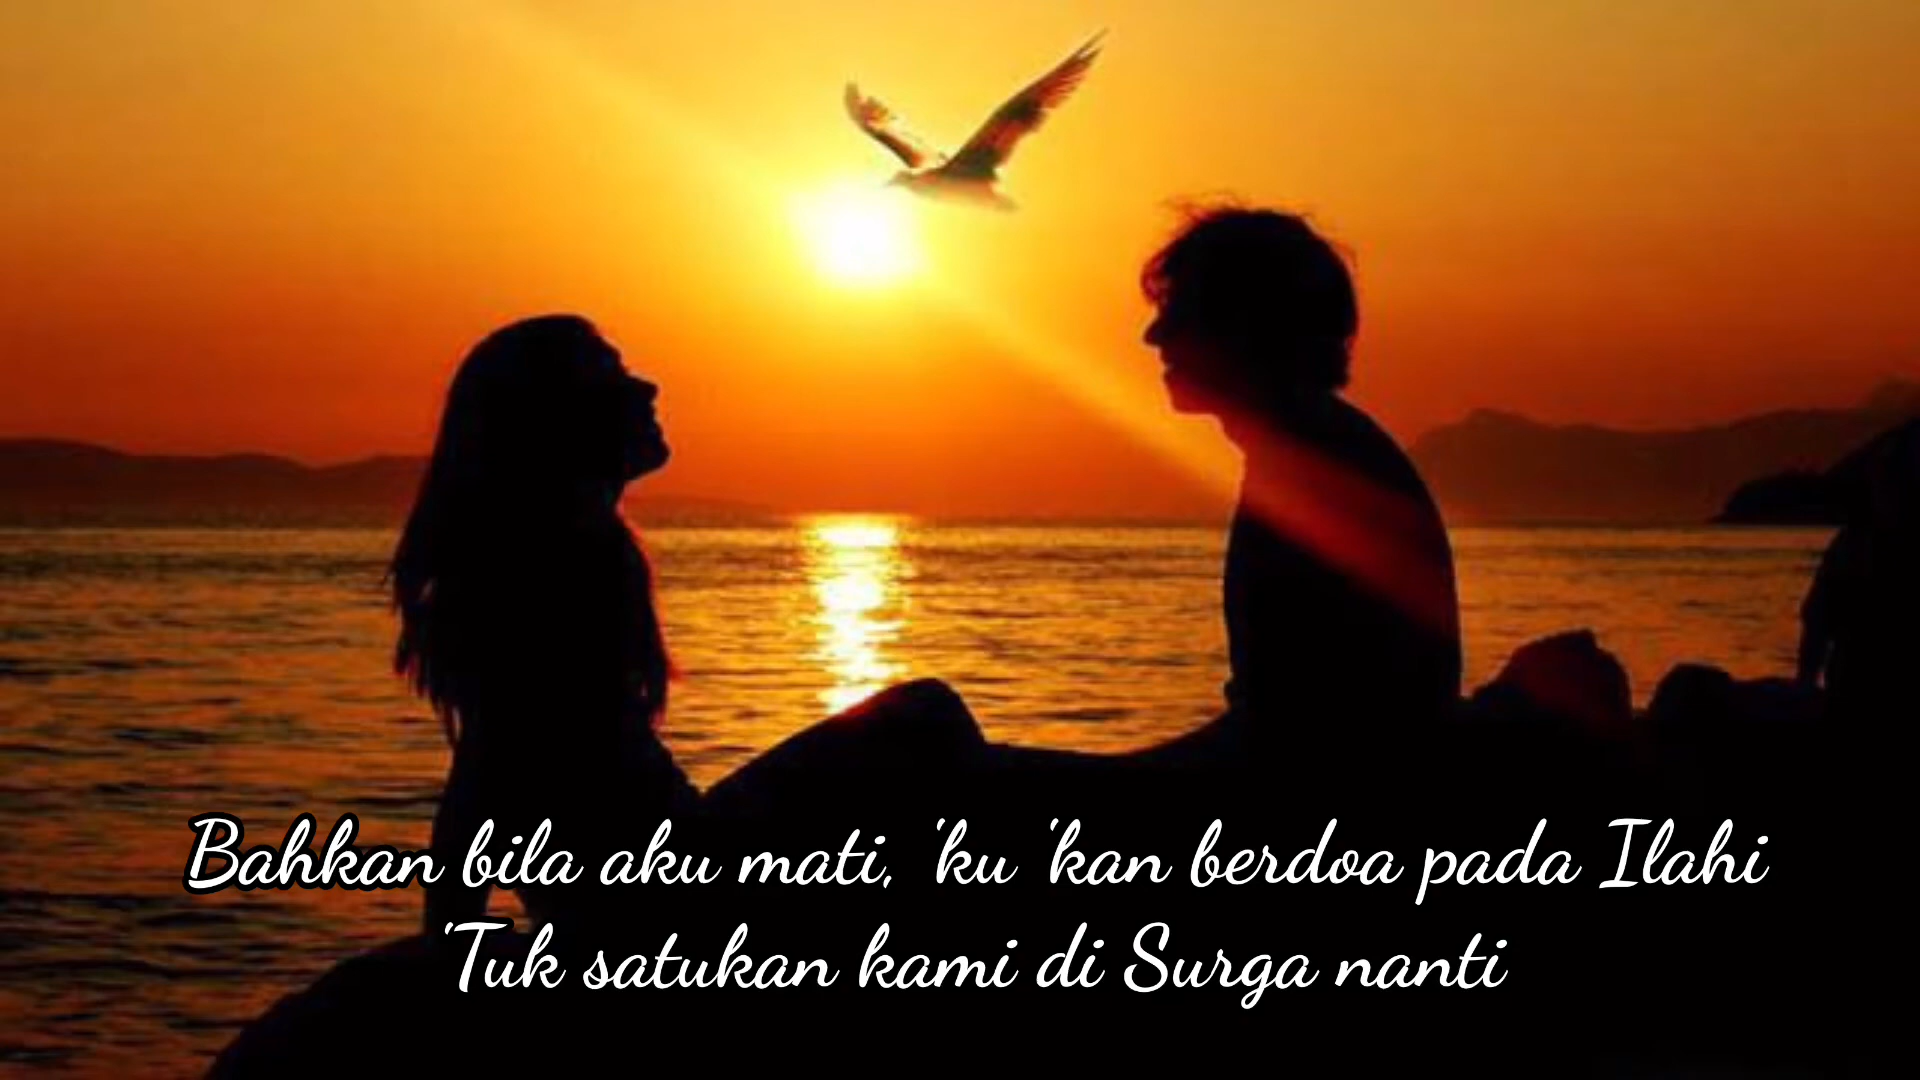 Bahkan bila aku mati, 'ku 'kan berdoa pada Ilahi
'Tuk satukan kami di Surga nanti